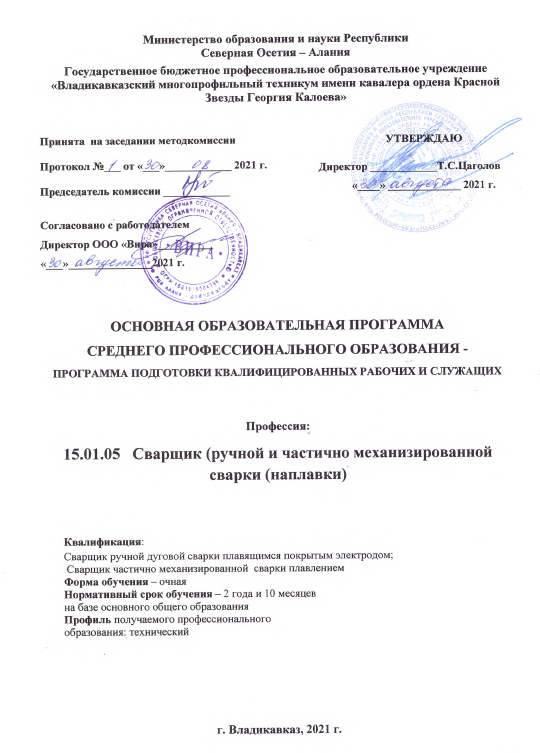 Министерство образования и науки Республики
Северная Осетия – Алания
Государственное бюджетное профессиональное образовательное учреждение
«Владикавказский многопрофильный техникум имени кавалера ордена Красной
Звезды Георгия Калоева»
Принята на заседании методкомиссии
Протокол № 1 от «30» 08 2021 г.
Председатель комиссии
УТВЕРЖДАЮ
Директор Т.С.Цаголов
«30» августа 2021 г.
Согласовано с работодателем
Директор ООО «Вира»
«30» августа 2021 г.
ВИРА
ОСНОВНАЯ ОБРАЗОВАТЕЛЬНАЯ ПРОГРАММА
СРЕДНЕГО ПРОФЕССИОНАЛЬНОГО ОБРАЗОВАНИЯ -
ПРОГРАММА ПОДГОТОВКИ КВАЛИФИЦИРОВАННЫХ РАБОЧИХ И СЛУЖАЩИХ
Профессия:
15.01.05 Сварщик (ручной и частично механизированной
сварки (наплавки)
Квалификация:
Сварщик ручной дуговой сварки плавящимся покрытым электродом;
Сварщик частично механизированной сварки плавлением
Форма обучения – очная
Нормативный срок обучения – 2 года и 10 месяцев
на базе основного общего образования
Профиль получаемого профессионального
образования: технический
г. Владикавказ, 2021 г.